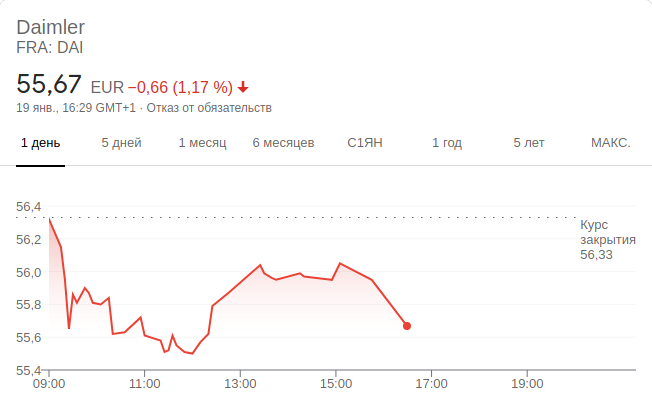 Daimler
FRA: DAI
55,67 EUR −0,66 (1,17 %)
19 янв., 16:29 GMT+1 · Отказ от обязательств
1 день 5 дней 1 месяц 6 месяцев С1ЯН 1 год 5 лет МАКС.
56,4
Курс
закрытия
56,33
56,2
56,0
55,8
55,6
55,4
09:00 11:00 13:00 15:00 17:00 19:00